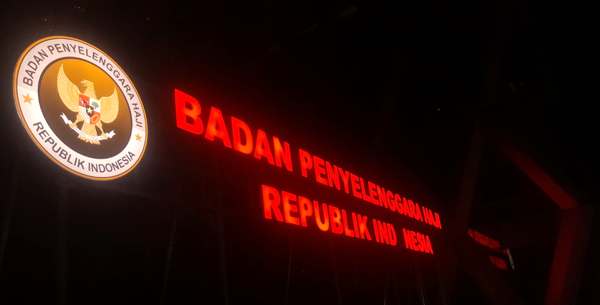 BADAN PENYELENGGARA HAJI
REPUBLIK INDONESIA
BADAN PENYELENGGARA HAJI
REPUBLIK IND NESIA